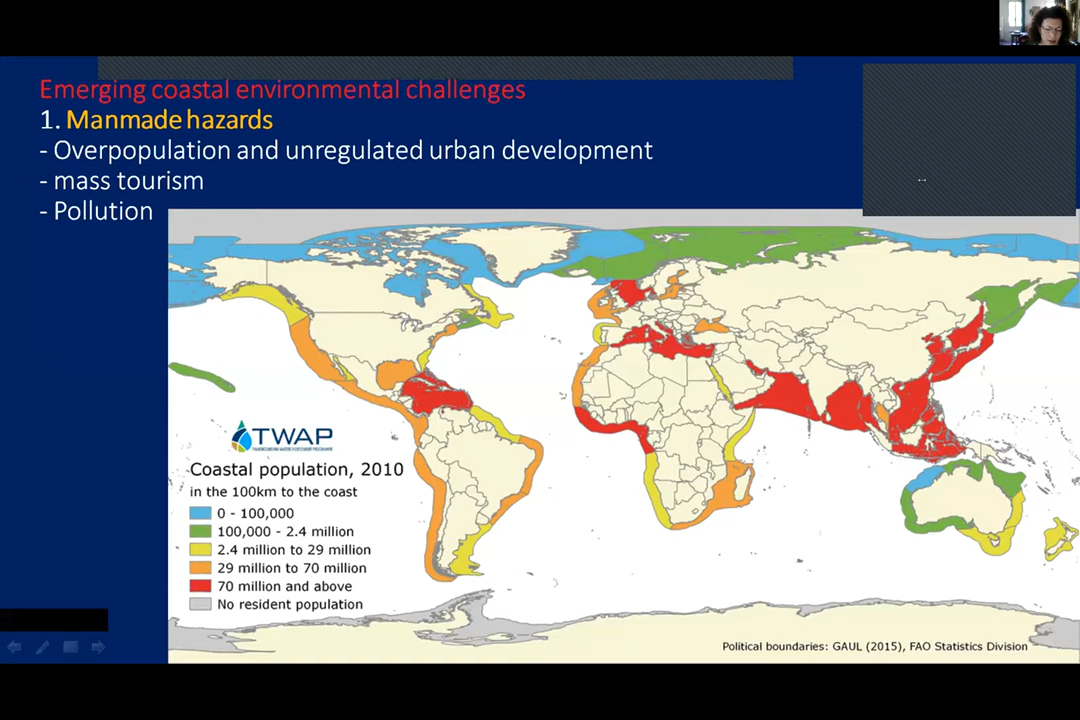 Emerging coastal environmental challenges
1. Manmade hazards
- Overpopulation and unregulated urban development
- mass tourism
- Pollution
TWAP
Coastal population, 2010
in the 100km to the coast
0 - 100,000
100,000 - 2.4 million
2.4 million to 29 million
29 million to 70 million
70 million and above
No resident population
Political boundaries: GAUL (2015), FAO Statistics Division